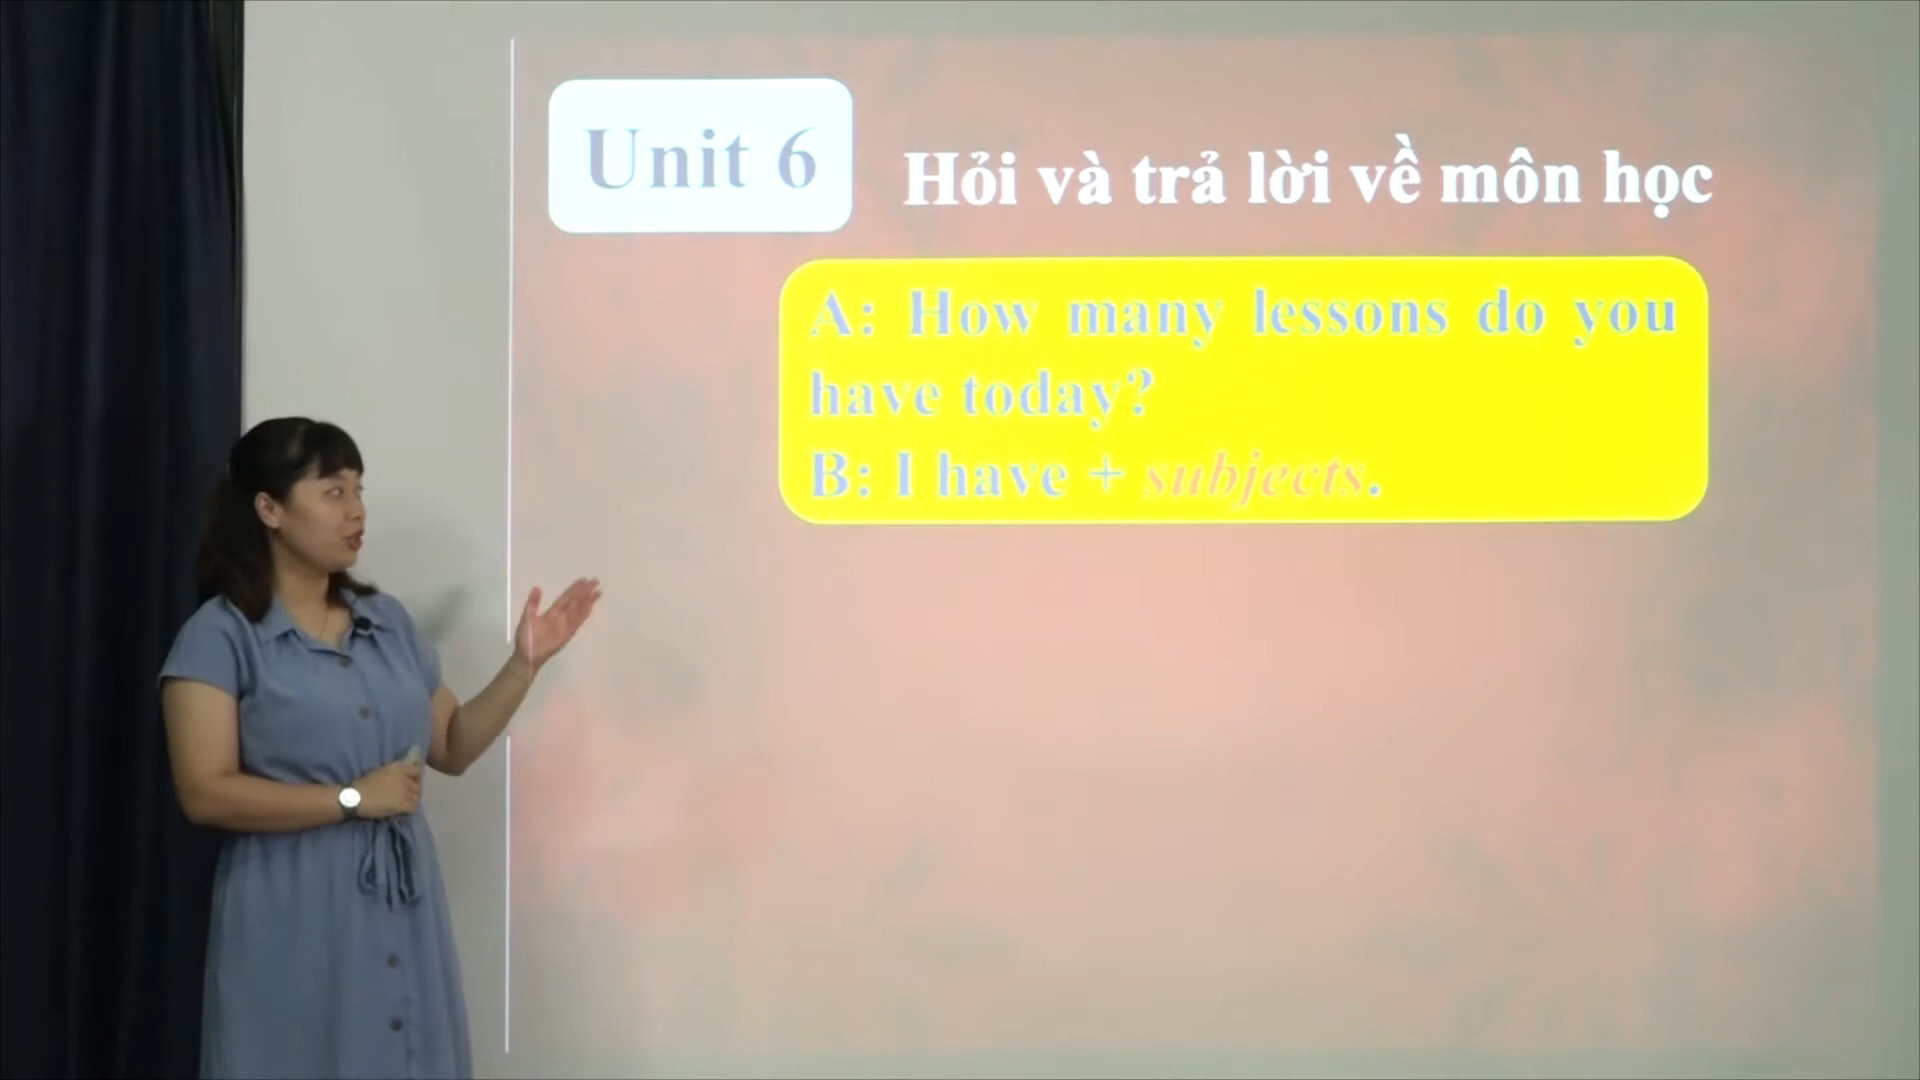 Unit 6
Hỏi và trả lời về môn học
A: How many lessons do you
have today?
B: I have + subjects.